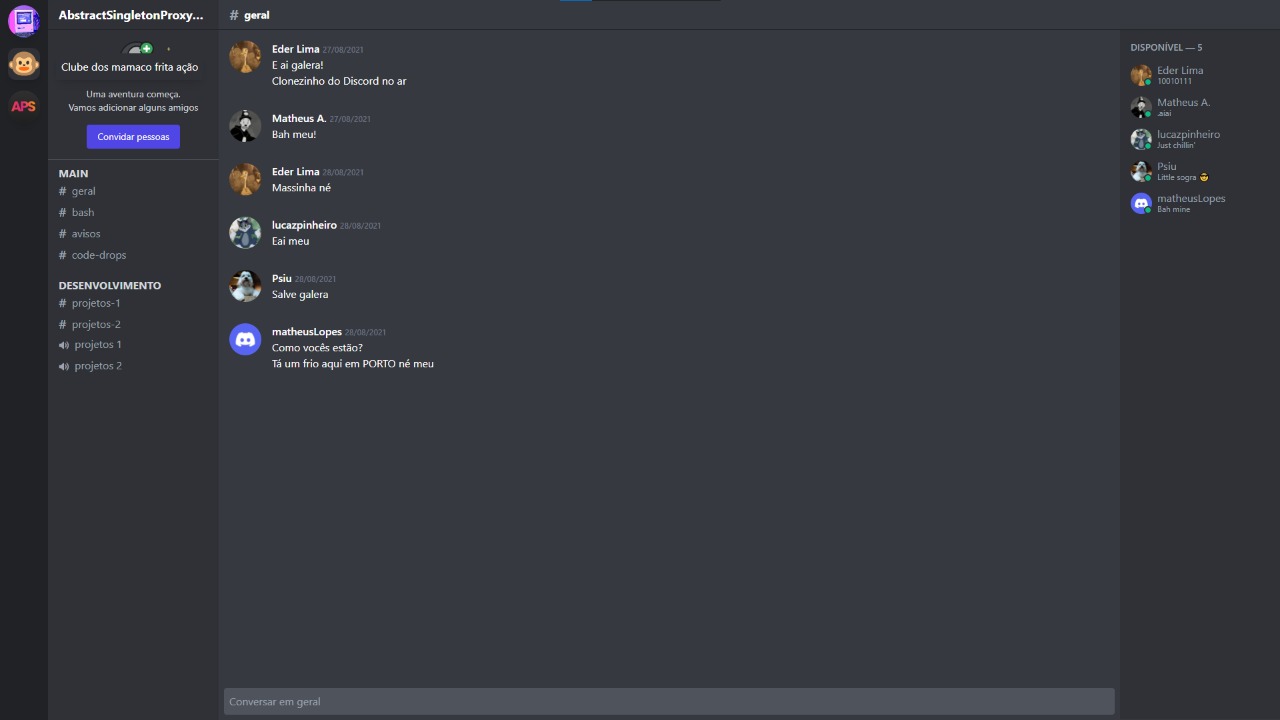 AbstractSingletonProxy...
Clube dos mamaco frita ação
APS
Uma aventura começa.
Vamos adicionar alguns amigos
Convidar pessoas
MAIN
# geral
# bash
# avisos
# code-drops
DESENVOLVIMENTO
# projetos-1
# projetos-2
projetos 1
projetos 2
# geral
Eder Lima 27/08/2021
E ai galera!
Clonezinho do Discord no ar
Matheus A. 27/08/2021
Bah meu!
Eder Lima 28/08/2021
Massinha né
lucazpinheiro 28/08/2021
Eai meu
Psiu 28/08/2021
Salve galera
matheusLopes 28/08/2021
Como vocês estão?
Tá um frio aqui em PORTO né meu
Conversar em geral
DISPONÍVEL — 5
Eder Lima
10010111
Matheus A.
.aiai
lucazpinheiro
Just chillin'
Psiu
Little sogra 😎
matheusLopes
Bah mine